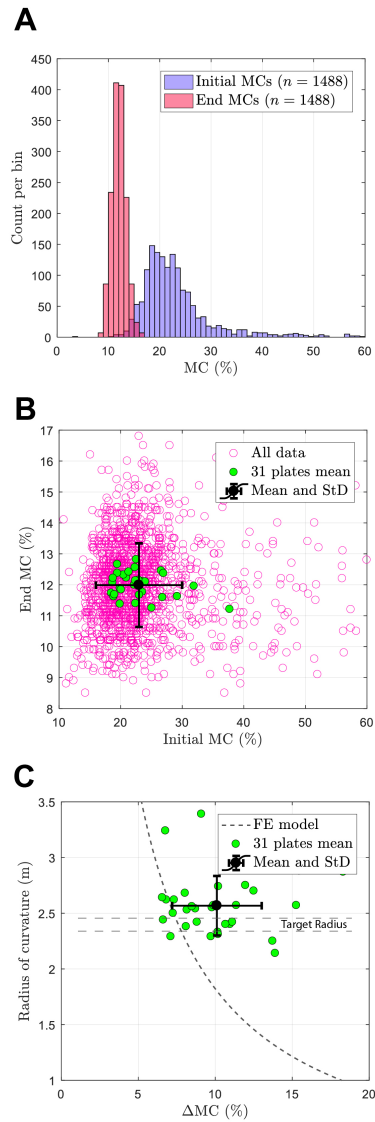 A
450
400
350
300
250
200
150
100
50
0
Count per bin
Initial MCs (n = 1488)
End MCs (n = 1488)
0 10 20 30 40 50 60
MC (%)
B
17
16
15
14
13
12
11
10
9
8
End MC (%)
All data
31 plates mean
Mean and StD
10 20 30 40 50 60
Initial MC (%)
C
3.5
3
2.5
2
1.5
1
Radius of curvature (m)
FE model
31 plates mean
Mean and StD
Target Radius
0 5 10 15 20
ΔMC (%)